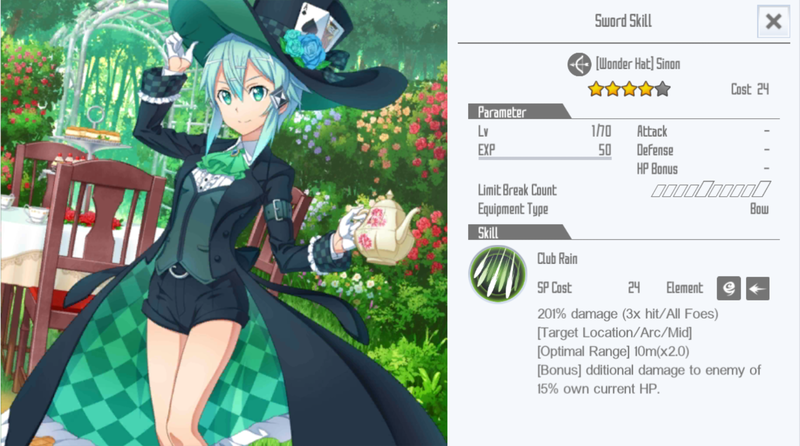 Sword Skill
[Wonder Hat] Sinon
Cost 24
Parameter
Lv 1/70 Attack -
EXP 50 Defense -
HP Bonus -
Limit Break Count
Equipment Type Bow
Skill
Club Rain
SP Cost 24 Element
201% damage (3x hit/All Foes)
[Target Location/Arc/Mid]
[Optimal Range] 10m(x2.0)
[Bonus] dditional damage to enemy of
15% own current HP.